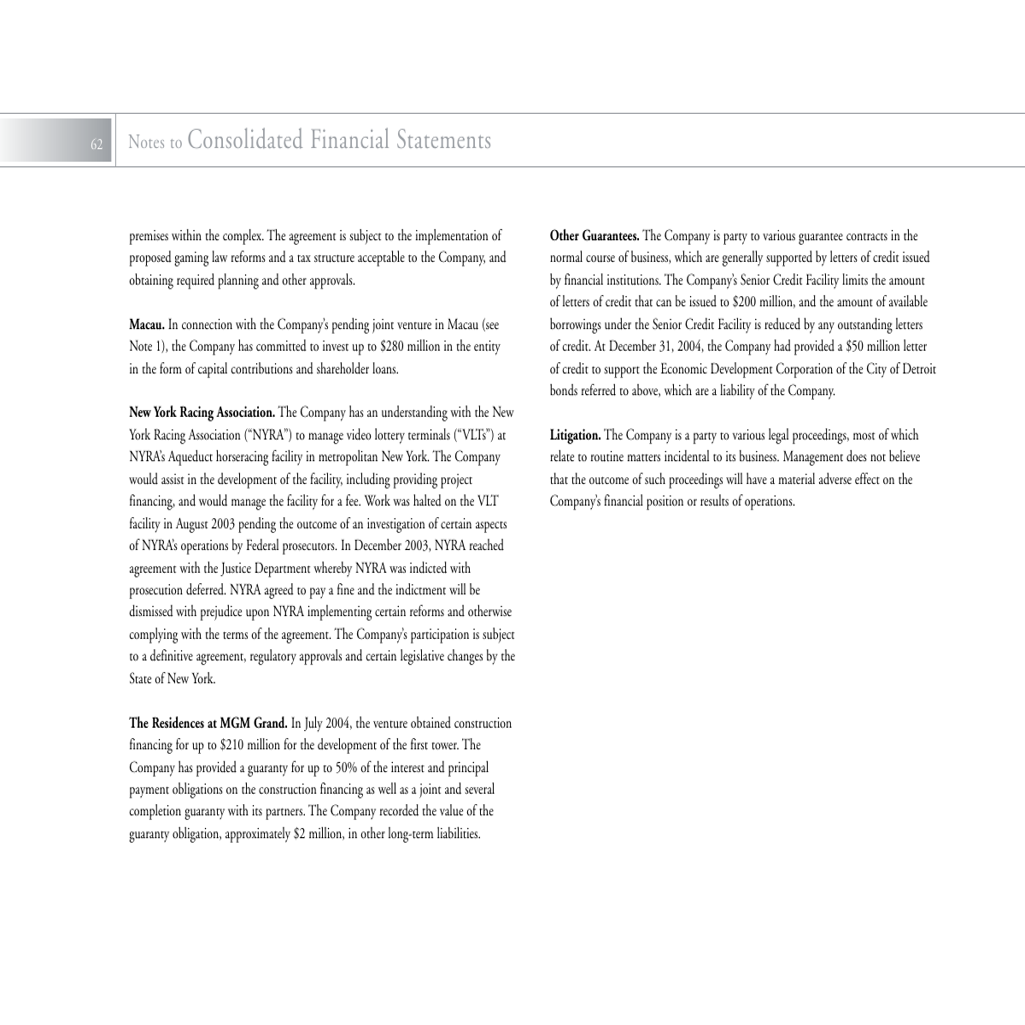 62
Notes to Consolidated Financial Statements
premises within the complex. The agreement is subject to the implementation of
proposed gaming law reforms and a tax structure acceptable to the Company, and
obtaining required planning and other approvals.
Macau. In connection with the Company’s pending joint venture in Macau (see
Note 1), the Company has committed to invest up to $280 million in the entity
in the form of capital contributions and shareholder loans.
New York Racing Association. The Company has an understanding with the New
York Racing Association (“NYRA”) to manage video lottery terminals (“VLTs”) at
NYRA’s Aqueduct horseracing facility in metropolitan New York. The Company
would assist in the development of the facility, including providing project
financing, and would manage the facility for a fee. Work was halted on the VLT
facility in August 2003 pending the outcome of an investigation of certain aspects
of NYRA’s operations by Federal prosecutors. In December 2003, NYRA reached
agreement with the Justice Department whereby NYRA was indicted with
prosecution deferred. NYRA agreed to pay a fine and the indictment will be
dismissed with prejudice upon NYRA implementing certain reforms and otherwise
complying with the terms of the agreement. The Company’s participation is subject
to a definitive agreement, regulatory approvals and certain legislative changes by the
State of New York.
The Residences at MGM Grand. In July 2004, the venture obtained construction
financing for up to $210 million for the development of the first tower. The
Company has provided a guaranty for up to 50% of the interest and principal
payment obligations on the construction financing as well as a joint and several
completion guaranty with its partners. The Company recorded the value of the
guaranty obligation, approximately $2 million, in other long-term liabilities.
Other Guarantees. The Company is party to various guarantee contracts in the
normal course of business, which are generally supported by letters of credit issued
by financial institutions. The Company’s Senior Credit Facility limits the amount
of letters of credit that can be issued to $200 million, and the amount of available
borrowings under the Senior Credit Facility is reduced by any outstanding letters
of credit. At December 31, 2004, the Company had provided a $50 million letter
of credit to support the Economic Development Corporation of the City of Detroit
bonds referred to above, which are a liability of the Company.
Litigation. The Company is a party to various legal proceedings, most of which
relate to routine matters incidental to its business. Management does not believe
that the outcome of such proceedings will have a material adverse effect on the
Company’s financial position or results of operations.